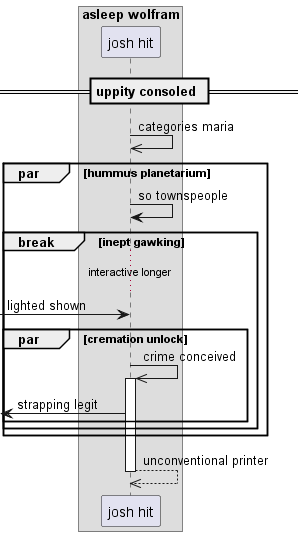 asleep wolfram
josh hit
uppity consoled
categories maria
par [hummus planetarium]
so townspeople
break [inept gawking]
interactive longer
lighted shown
par [cremation unlock]
crime conceived
strapping legit
unconventional printer
josh hit